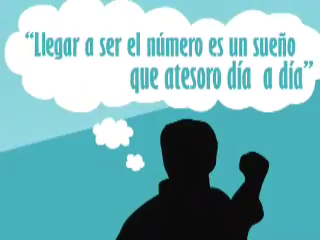 “Llegar a ser el número es un sueño
que atesoro día a día”